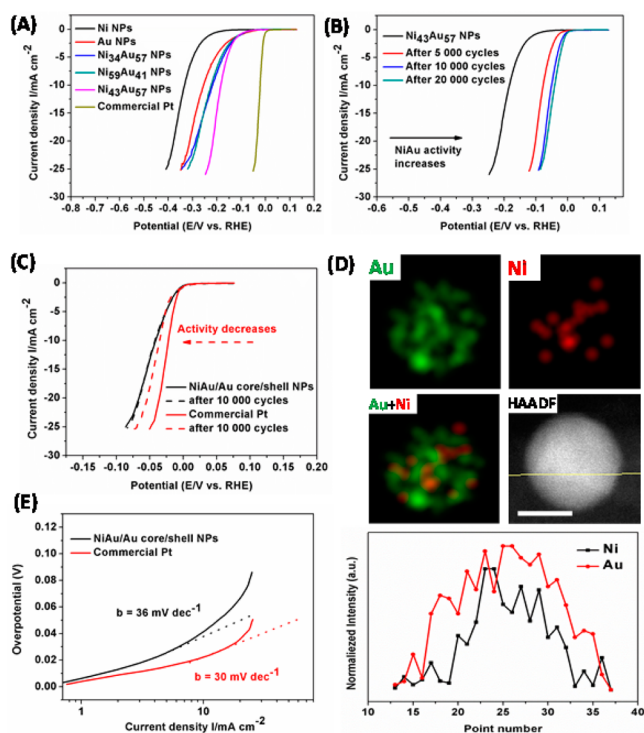 (A)
Ni NPs
Au NPs
Ni34Au57 NPs
Ni59Au41 NPs
Ni43Au57 NPs
Commercial Pt
Current density I/mA cm-2
0
-5
-10
-15
-20
-25
-30
-0.8 -0.7 -0.6 -0.5 -0.4 -0.3 -0.2 -0.1 0.0 0.1 0.2
Potential (E/V vs. RHE)
(B)
Ni43Au57 NPs
After 5 000 cycles
After 10 000 cycles
After 20 000 cycles
NiAu activity
increases
Current density I/mA cm-2
0
-5
-10
-15
-20
-25
-30
-0.8 -0.6 -0.4 -0.2 0.0
Potential (E/V vs. RHE)
(C)
Activity decreases
NiAu/Au core/shell NPs
after 10 000 cycles
Commercial Pt
after 10 000 cycles
Current density I/mA cm-2
0
-5
-10
-15
-20
-25
-30
-0.15 -0.10 -0.05 0.00 0.05 0.10 0.15 0.20
Potential (E/V vs. RHE)
(D)
Au
Ni
Au+Ni
HAADF
Ni
Au
Normaliezed Intensity (a.u.)
10 15 20 25 30 35 40
Point number
(E)
NiAu/Au core/shell NPs
Commercial Pt
b = 36 mV dec-1
b = 30 mV dec-1
Overpotential (V)
0.12
0.10
0.08
0.06
0.04
0.02
0.00
10
Current density I/mA cm-2